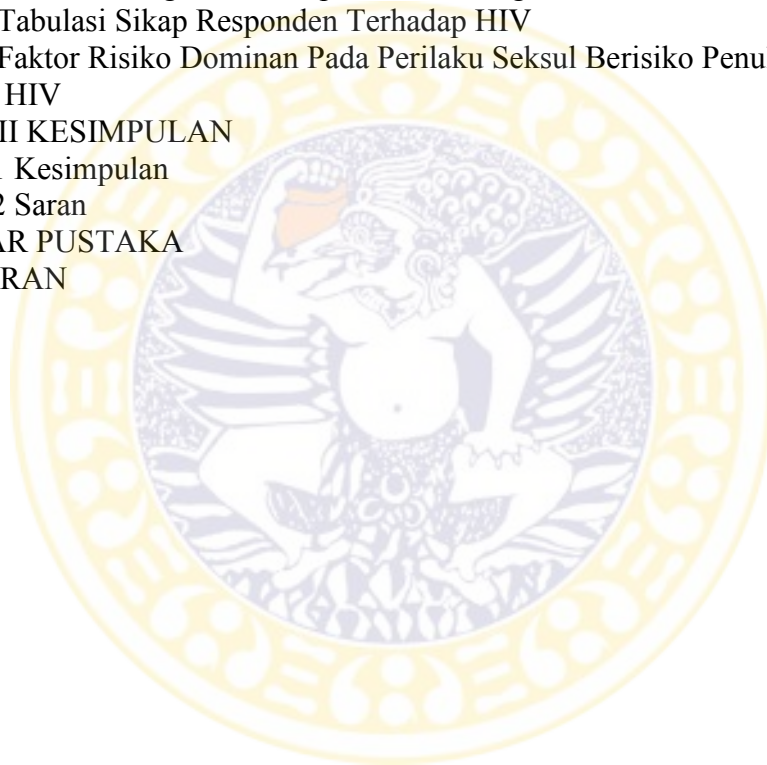 Tabulasi Sikap Responden Terhadap HIV
Faktor Risiko Dominan Pada Perilaku Seksul Berisiko Penul
HIV
II KESIMPULAN
Kesimpulan
2 Saran
AR PUSTAKA
RAN